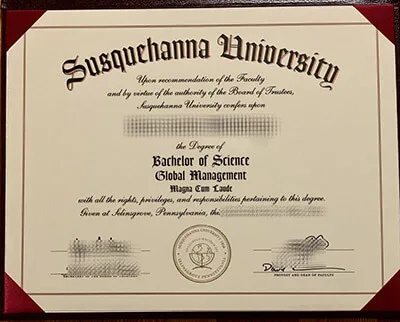 Susquehanna University
Upon recommendation of the Faculty
and by virtue of the authority of the Board of Trustees,
Susquehanna University confers upon
the Degree of
Bachelor of Science
Global Management
Magna Cum Laude
with all the rights, privileges, and responsibilities pertaining to this degree.
Given at Selinsgrove, Pennsylvania, the
PROVOST AND DEAN OF FACULTY